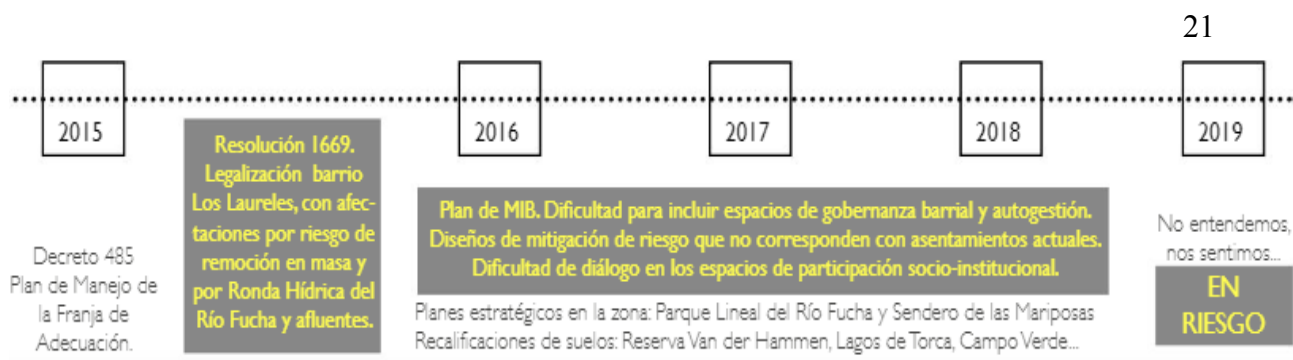 21
2015
2016
2017
2018
2019
Decreto 485
Plan de Manejo de
la Franja de
Adecuación.
Resolución 1669.
Legalización barrio
Los Laureles, con afec-
taciones por riesgo de
remoción en masa y
por Ronda Hídrica del
Río Fucha y afluentes.
Plan de MIB. Dificultad para incluir espacios de gobernanza barrial y autogestión.
Diseños de mitigación de riesgo que no corresponden con asentamientos actuales.
Dificultad de diálogo en los espacios de participación socio-institucional.
Planes estratégicos en la zona: Parque Lineal del Río Fucha y Sendero de las Mariposas
Recalificaciones de suelos: Reserva Van der Hammen, Lagos de Torca, Campo Verde...
No entendemos,
nos sentimos...
EN
RIESGO